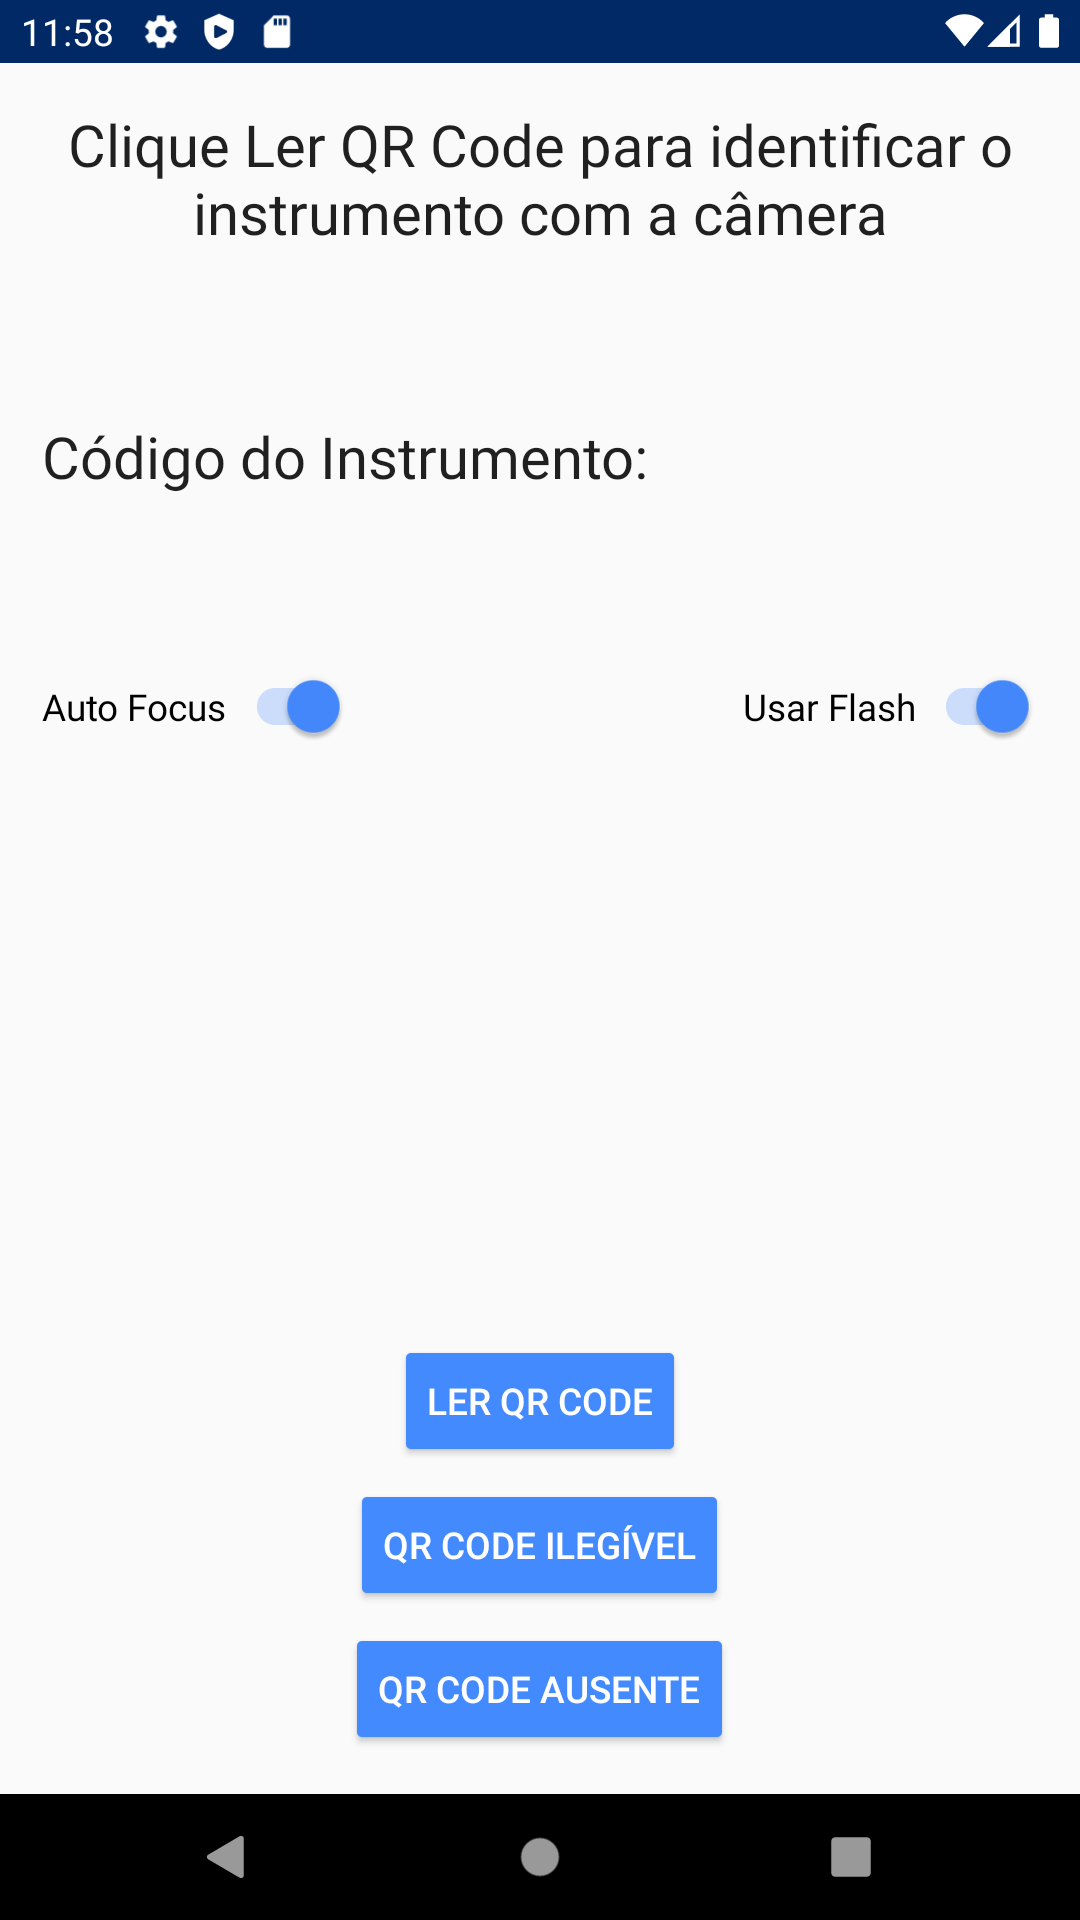 11:58
Clique Ler QR Code para identificar o
instrumento com a câmera
Código do Instrumento:
Auto Focus
Usar Flash
LER QR CODE
QR CODE ILEGÍVEL
QR CODE AUSENTE